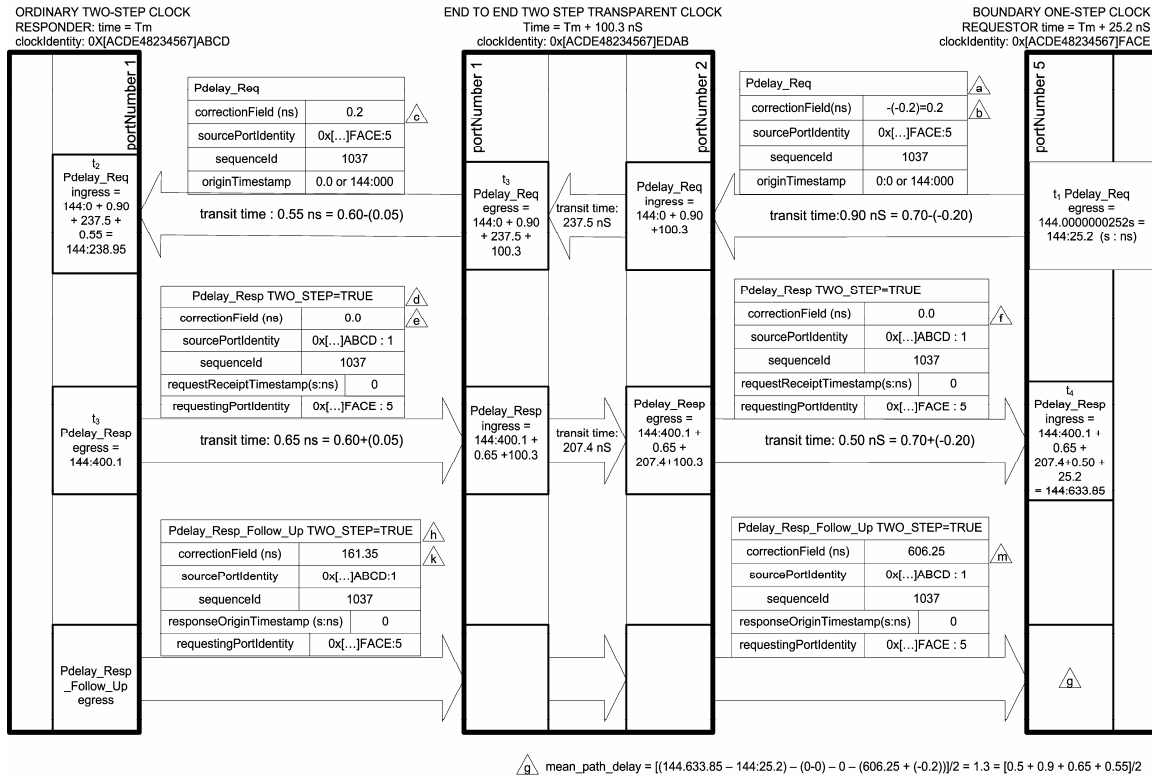 ORDINARY TWO-STEP CLOCK
RESPONDER: time = Tm
clockIdentity: 0X[ACDE48234567]ABCD
END TO END TWO STEP TRANSPARENT CLOCK
Time = Tm + 100.3 nS
clockIdentity: 0x[ACDE48234567]EDAB
BOUNDARY ONE-STEP CLOCK
REQUESTOR time = Tm + 25.2 nS
clockIdentity: 0x[ACDE48234567]FACE
portNumber 1
portNumber 1
portNumber 2
portNumber 5
Pdelay_Req
correctionField (ns) 0.2 c
sourcePortIdentity 0x[...]FACE:5
sequenceId 1037
originTimestamp 0.0 or 144:000
Pdelay_Req a
correctionField(ns) -(-0.2)=0.2 b
sourcePortIdentity 0x[...]FACE:5
sequenceId 1037
originTimestamp 0:0 or 144:000
t2
Pdelay_Req
ingress =
144:0 + 0.90
+ 237.5 +
0.55 =
144:238.95
transit time : 0.55 ns = 0.60-(0.05)
t3
Pdelay_Req
egress =
144:0 + 0.90
+ 237.5 +
100.3
transit time:
237.5 nS
Pdelay_Req
ingress =
144:0 + 0.90
+100.3
transit time:0.90 nS = 0.70-(-0.20)
t1 Pdelay_Req
egress =
144.0000000252s =
144:25.2 (s : ns)
Pdelay_Resp TWO_STEP=TRUE d
correctionField (ns) 0.0 e
sourcePortIdentity 0x[...]ABCD : 1
sequenceId 1037
requestReceiptTimestamp(s:ns) 0
requestingPortIdentity 0x[...]FACE : 5
Pdelay_Resp TWO_STEP=TRUE
correctionField (ns) 0.0 f
sourcePortIdentity 0x[...]ABCD : 1
sequenceId 1037
requestReceiptTimestamp(s:ns) 0
requestingPortIdentity 0x[...]FACE : 5
t3
Pdelay_Resp
egress =
144:400.1
transit time: 0.65 ns = 0.60+(0.05)
Pdelay_Resp
ingress =
144:400.1 +
0.65 +100.3
transit time:
207.4 nS
Pdelay_Resp
egress =
144:400.1 +
0.65 +
207.4+100.3
transit time: 0.50 nS = 0.70+(-0.20)
t4
Pdelay_Resp
ingress =
144:400.1 +
0.65 +
207.4+0.50 +
25.2
= 144:633.85
Pdelay_Resp_Follow_Up TWO_STEP=TRUE h
correctionField (ns) 161.35 k
sourcePortIdentity 0x[...]ABCD:1
sequenceId 1037
responseOriginTimestamp (s:ns) 0
requestingPortIdentity 0x[...]FACE:5
Pdelay_Resp_Follow_Up TWO_STEP=TRUE
correctionField (ns) 606.25 m
sourcePortIdentity 0x[...]ABCD : 1
sequenceId 1037
responseOriginTimestamp(s:ns) 0
requestingPortIdentity 0x[...]FACE : 5
Pdelay_Resp
_Follow_Up
egress
g
g mean_path_delay = [(144.633.85 – 144:25.2) – (0-0) – 0 – (606.25 + (-0.2))]/2 = 1.3 = [0.5 + 0.9 + 0.65 + 0.55]/2